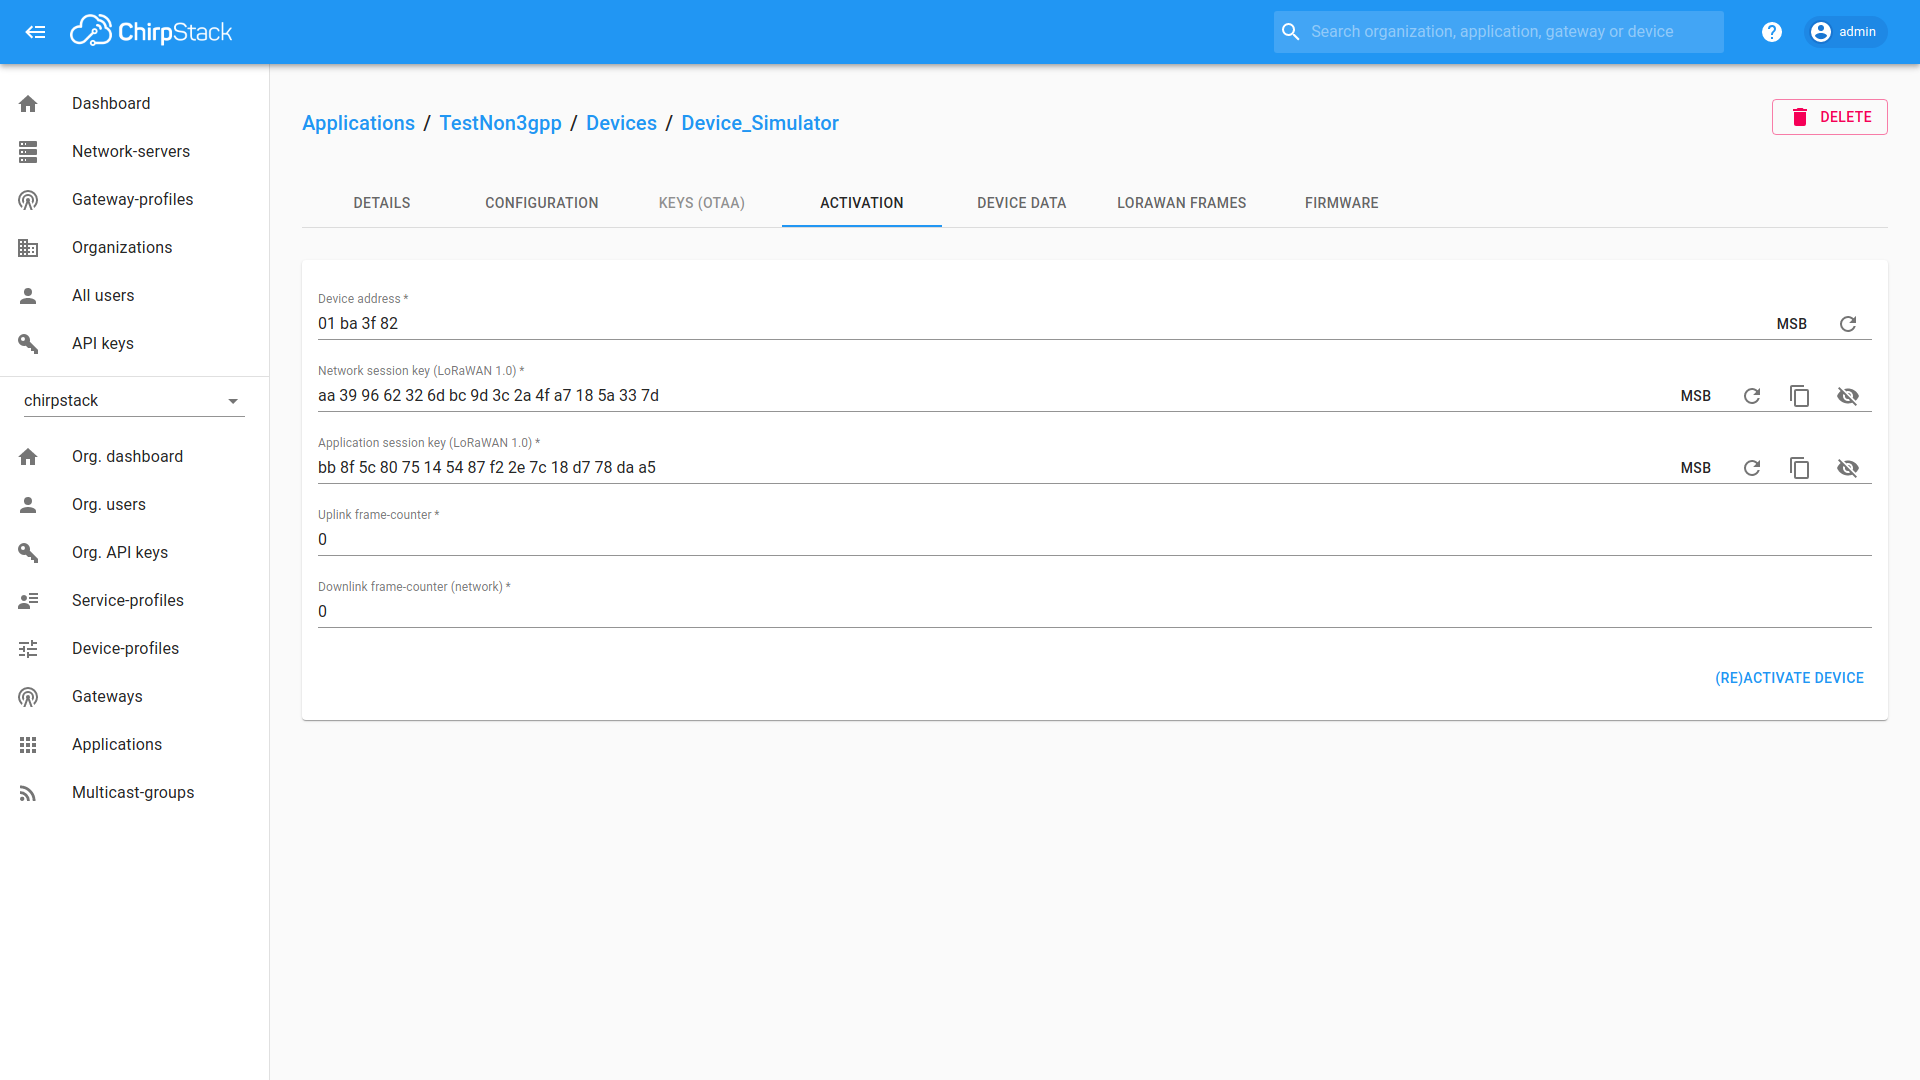 ChirpStack
Search organization, application, gateway or device
?
admin
Dashboard
Network-servers
Gateway-profiles
Organizations
All users
API keys
chirpstack
Org. dashboard
Org. users
Org. API keys
Service-profiles
Device-profiles
Gateways
Applications
Multicast-groups
Applications / TestNon3gpp / Devices / Device_Simulator
DELETE
DETAILS CONFIGURATION KEYS (OTAA) ACTIVATION DEVICE DATA LORAWAN FRAMES FIRMWARE
Device address *
01 ba 3f 82 MSB
Network session key (LoRaWAN 1.0) *
aa 39 96 62 32 6d bc 9d 3c 2a 4f a7 18 5a 33 7d MSB
Application session key (LoRaWAN 1.0) *
bb 8f 5c 80 75 14 54 87 f2 2e 7c 18 d7 78 da a5 MSB
Uplink frame-counter *
0
Downlink frame-counter (network) *
0
(RE)ACTIVATE DEVICE